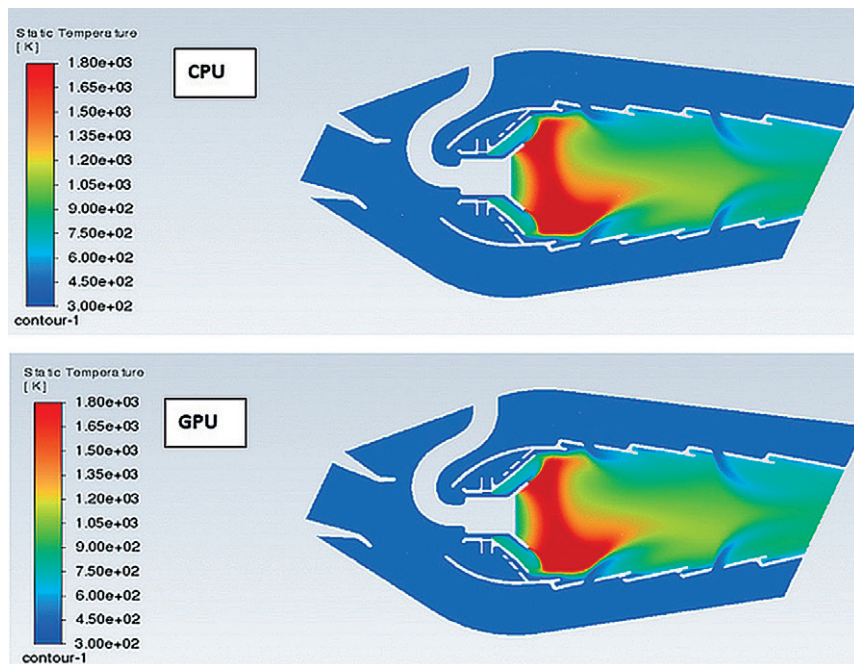 Static Temperature
[ K]
CPU
1.80e+03
1.65e+03
1.50e+03
1.35e+03
1.20e+03
1.05e+03
9.00e+02
7.50e+02
6.00e+02
4.50e+02
3.00e+02
contour-1
Static Temperature
[ K]
GPU
1.80e+03
1.65e+03
1.50e+03
1.35e+03
1.20e+03
1.05e+03
9.00e+02
7.50e+02
6.00e+02
4.50e+02
3.00e+02
contour-1